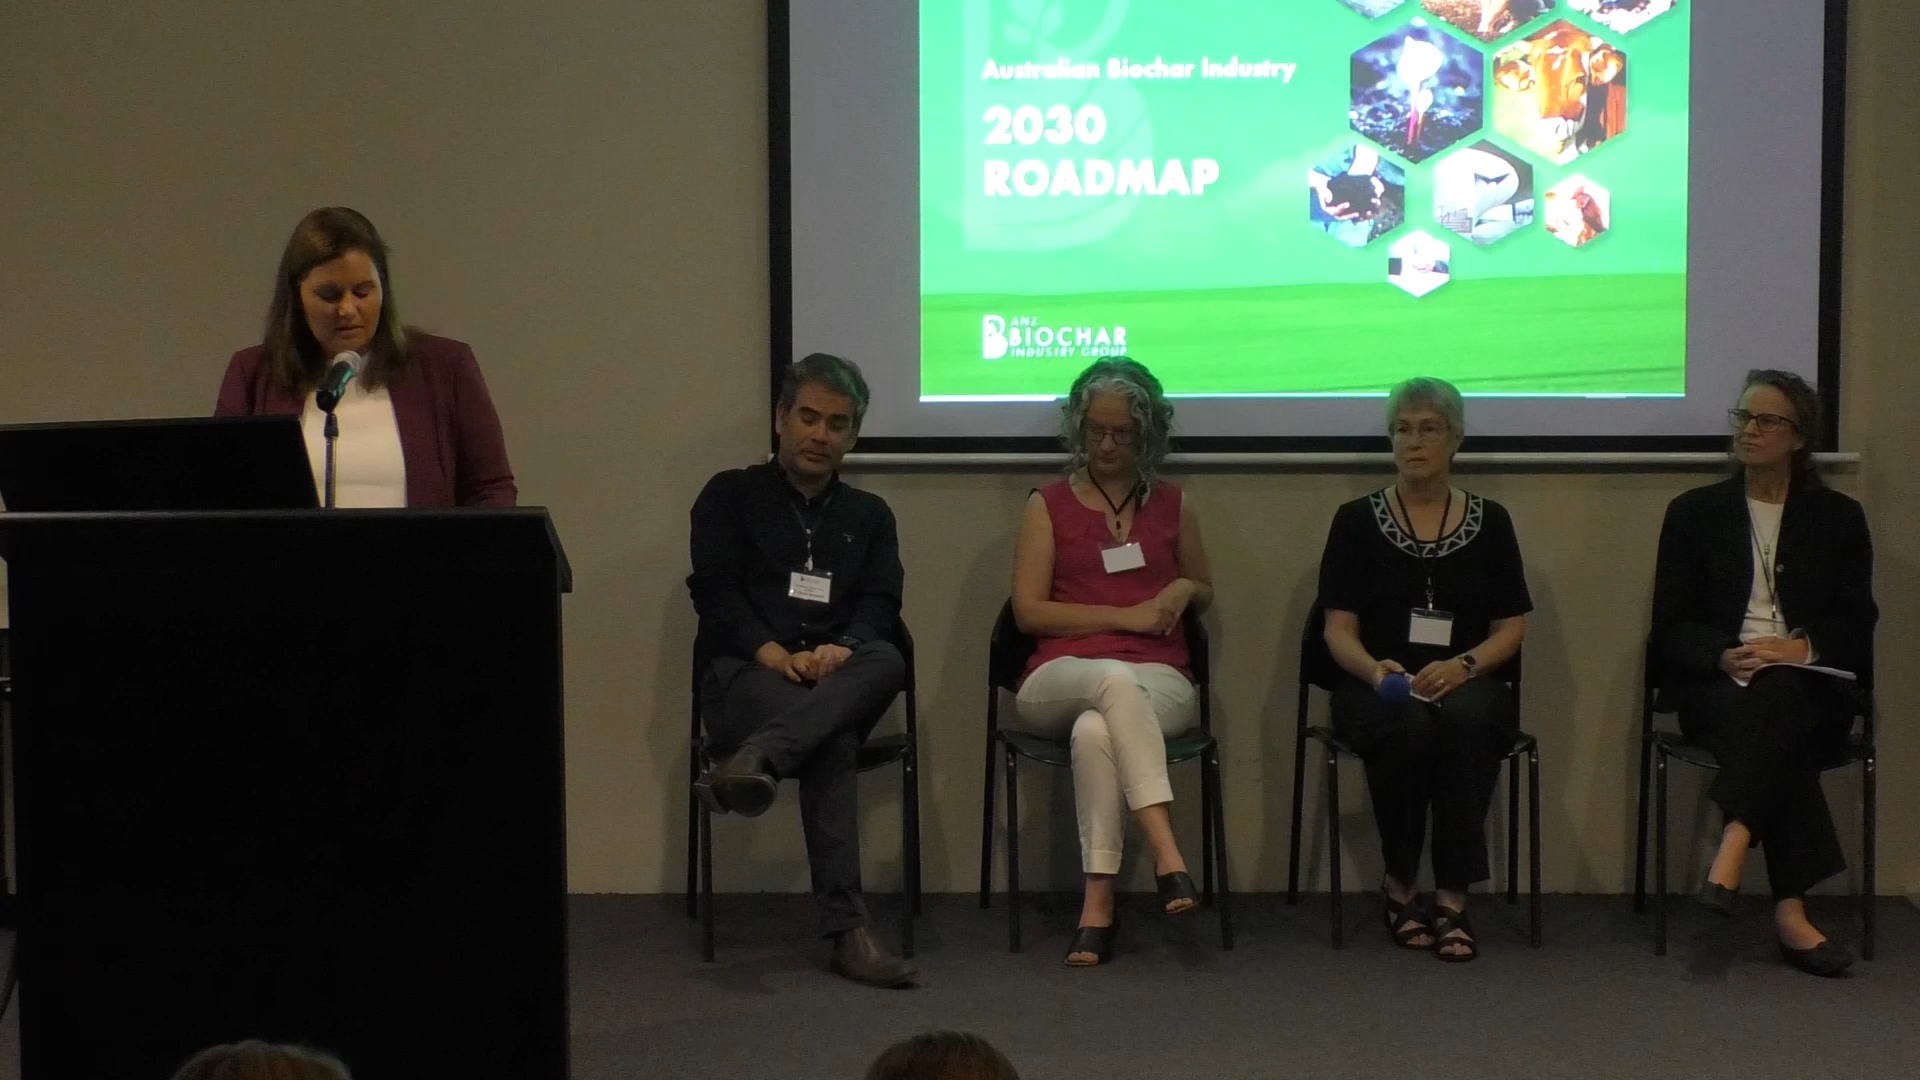 Australian Biochar Industry
2030
ROADMAP
ANZ
BIOCHAR
INDUSTRY GROUP